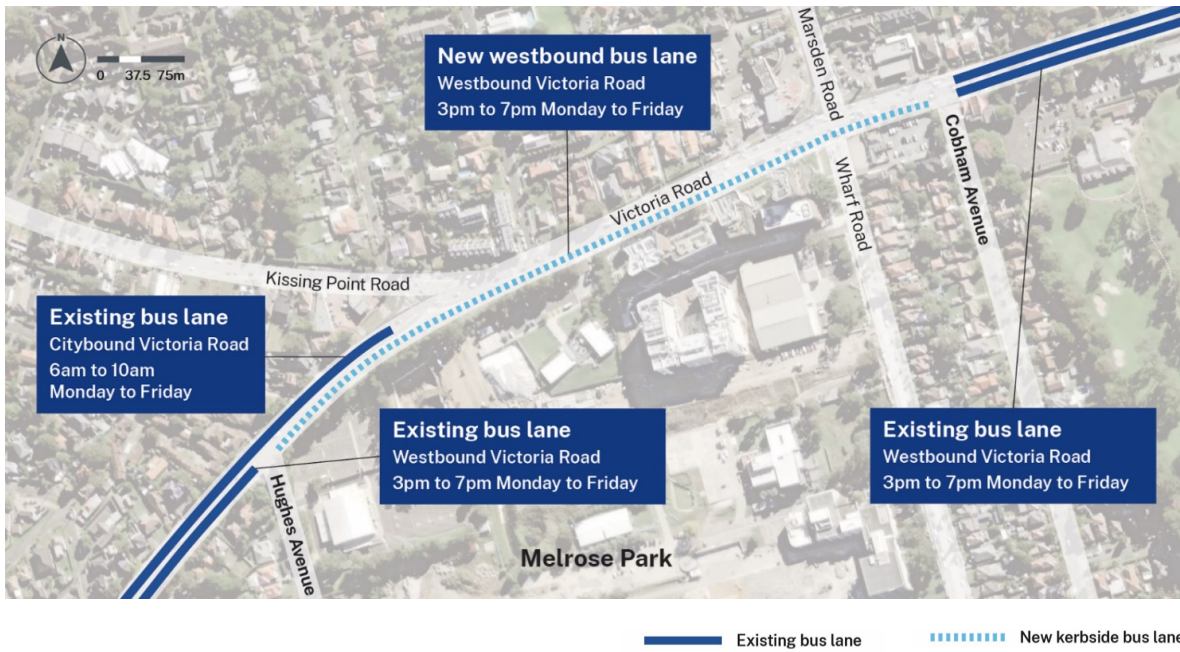 N
0 37.5 75m
New westbound bus lane
Westbound Victoria Road
3pm to 7pm Monday to Friday
Marsden Road
Cobham Avenue
Wharf Road
Victoria Road
Kissing Point Road
Existing bus lane
Citybound Victoria Road
6am to 10am
Monday to Friday
Existing bus lane
Westbound Victoria Road
3pm to 7pm Monday to Friday
Existing bus lane
Westbound Victoria Road
3pm to 7pm Monday to Friday
Hughes Avenue
Melrose Park
Existing bus lane
New kerbside bus lane